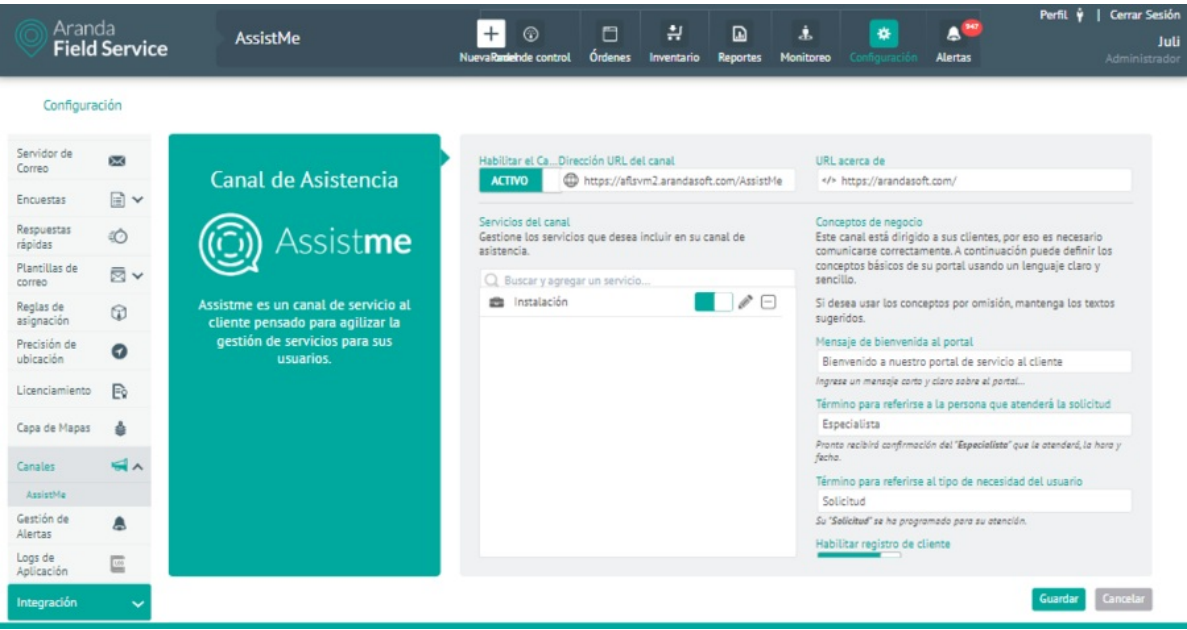 Aranda
Field Service
AssistMe
Nueva Orden
Panel de control
Órdenes
Inventario
Reportes
Monitoreo
Configuración
Alertas
947
Perfil | Cerrar Sesión
Juli
Administrador
Configuración
Servidor de
Correo
Encuestas
Respuestas
rápidas
Plantillas de
correo
Reglas de
asignación
Precisión de
ubicación
Licenciamiento
Capa de Mapas
Canales
AssistMe
Gestión de
Alertas
Logs de
Aplicación
Integración
Canal de Asistencia
Assistme
Assistme es un canal de servicio al
cliente pensado para agilizar la
gestión de servicios para sus
usuarios.
Habilitar el Ca...
Dirección URL del canal
ACTIVO
https://aflsvm2.arandasoft.com/AssistMe
Servicios del canal
Gestione los servicios que desea incluir en su canal de
asistencia.
Buscar y agregar un servicio...
Instalación
URL acerca de
</> https://arandasoft.com/
Conceptos de negocio
Este canal está dirigido a sus clientes, por eso es necesario
comunicarse correctamente. A continuación puede definir los
conceptos básicos de su portal usando un lenguaje claro y
sencillo.
Si desea usar los conceptos por omisión, mantenga los textos
sugeridos.
Mensaje de bienvenida al portal
Bienvenido a nuestro portal de servicio al cliente
Ingrese un mensaje corto y claro sobre el portal...
Término para referirse a la persona que atenderá la solicitud
Especialista
Pronto recibirá confirmación del "Especialista" que le atenderá, la hora y
fecha.
Término para referirse al tipo de necesidad del usuario
Solicitud
Su "Solicitud" se ha programado para su atención.
Habilitar registro de cliente
Guardar
Cancelar